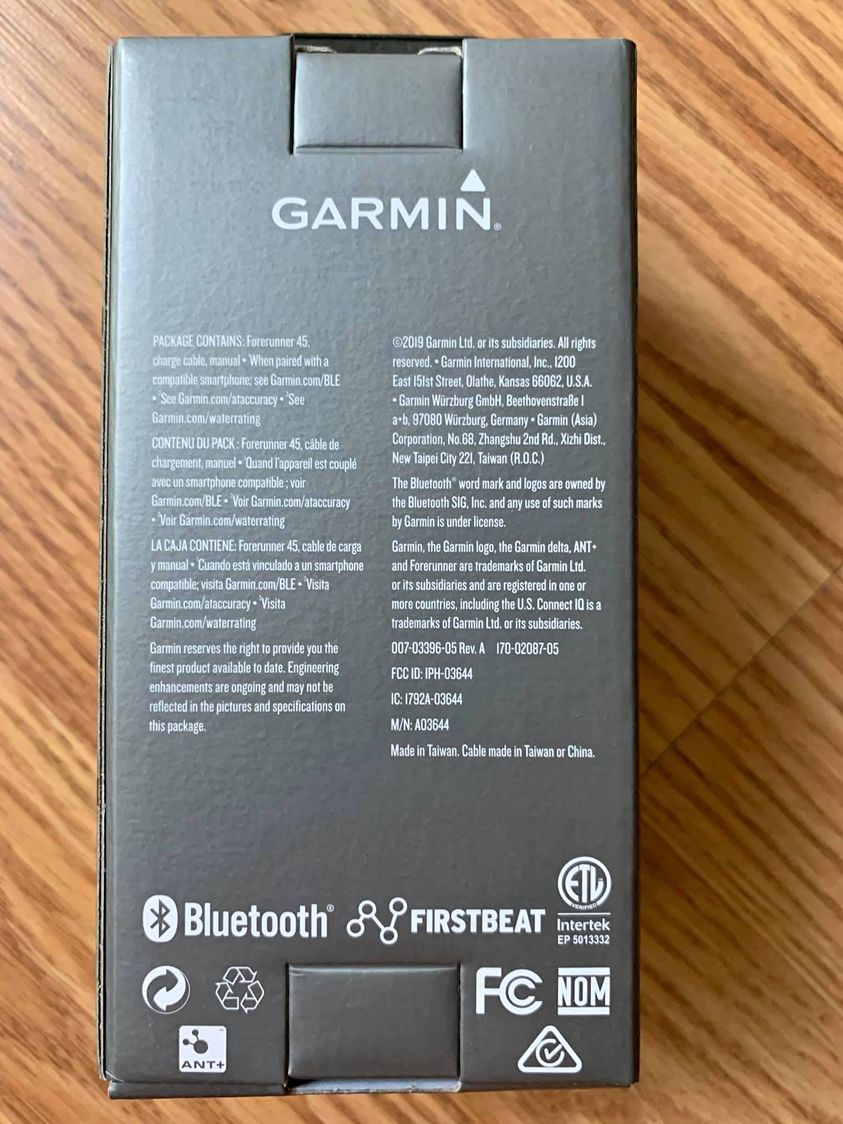 GARMIN®
PACKAGE CONTAINS: Forerunner 45,
charge cable, manual • ¹When paired with a
compatible smartphone; see Garmin.com/BLE
• ²See Garmin.com/ataccuracy • ³See
Garmin.com/waterrating
CONTENU DU PACK : Forerunner 45, câble de
chargement, manuel • ¹Quand l'appareil est couplé
avec un smartphone compatible ; voir
Garmin.com/BLE • ²Voir Garmin.com/ataccuracy
• ³Voir Garmin.com/waterrating
LA CAJA CONTIENE: Forerunner 45, cable de carga
y manual • ¹Cuando está vinculado a un smartphone
compatible; visita Garmin.com/BLE • ²Visita
Garmin.com/ataccuracy • ³Visita
Garmin.com/waterrating
Garmin reserves the right to provide you the
finest product available to date. Engineering
enhancements are ongoing and may not be
reflected in the pictures and specifications on
this package.
©2019 Garmin Ltd. or its subsidiaries. All rights
reserved. • Garmin International, Inc., 1200
East 151st Street, Olathe, Kansas 66062, U.S.A.
• Garmin Würzburg GmbH, Beethovenstraße 1
a+b, 97080 Würzburg, Germany • Garmin (Asia)
Corporation, No.68, Zhangshu 2nd Rd., Xizhi Dist.,
New Taipei City 221, Taiwan (R.O.C.)
The Bluetooth® word mark and logos are owned by
the Bluetooth SIG, Inc. and any use of such marks
by Garmin is under license.
Garmin, the Garmin logo, the Garmin delta, ANT+
and Forerunner are trademarks of Garmin Ltd.
or its subsidiaries and are registered in one or
more countries, including the U.S. Connect IQ is a
trademarks of Garmin Ltd. or its subsidiaries.
007-03396-05 Rev. A 170-02087-05
FCC ID: IPH-03644
IC: 1792A-03644
M/N: A03644
Made in Taiwan. Cable made in Taiwan or China.
Bluetooth®
FIRSTBEAT
ETL
VERIFIED
Intertek
EP 5013332
FC
NOM
ANT+